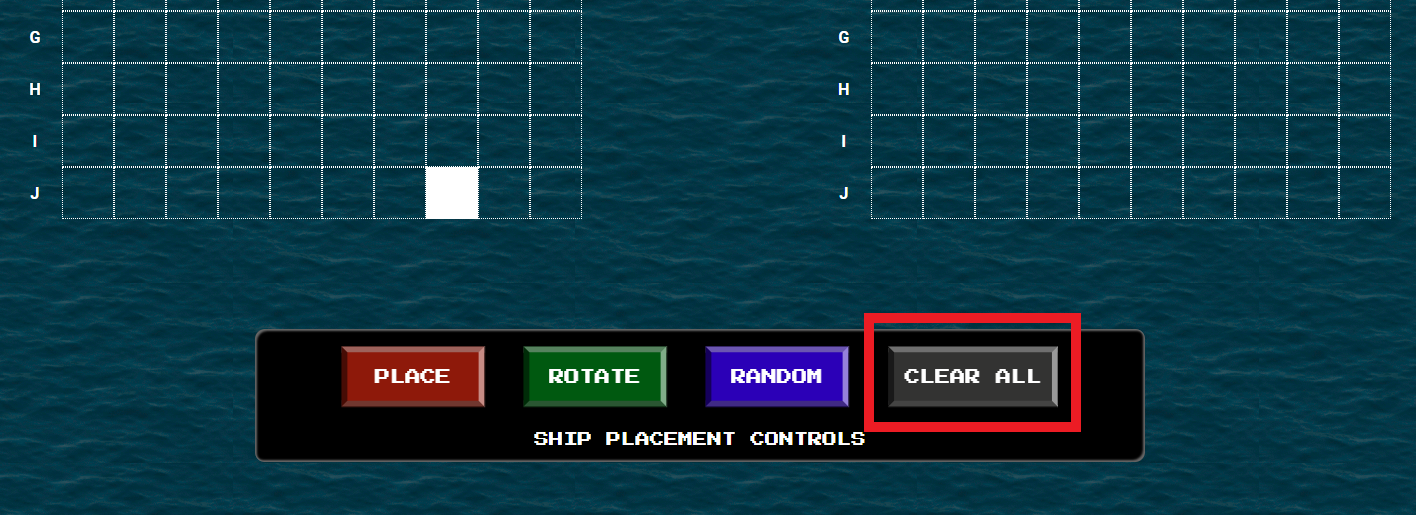 G G
H H
I I
J J
PLACE ROTATE RANDOM CLEAR ALL
SHIP PLACEMENT CONTROLS